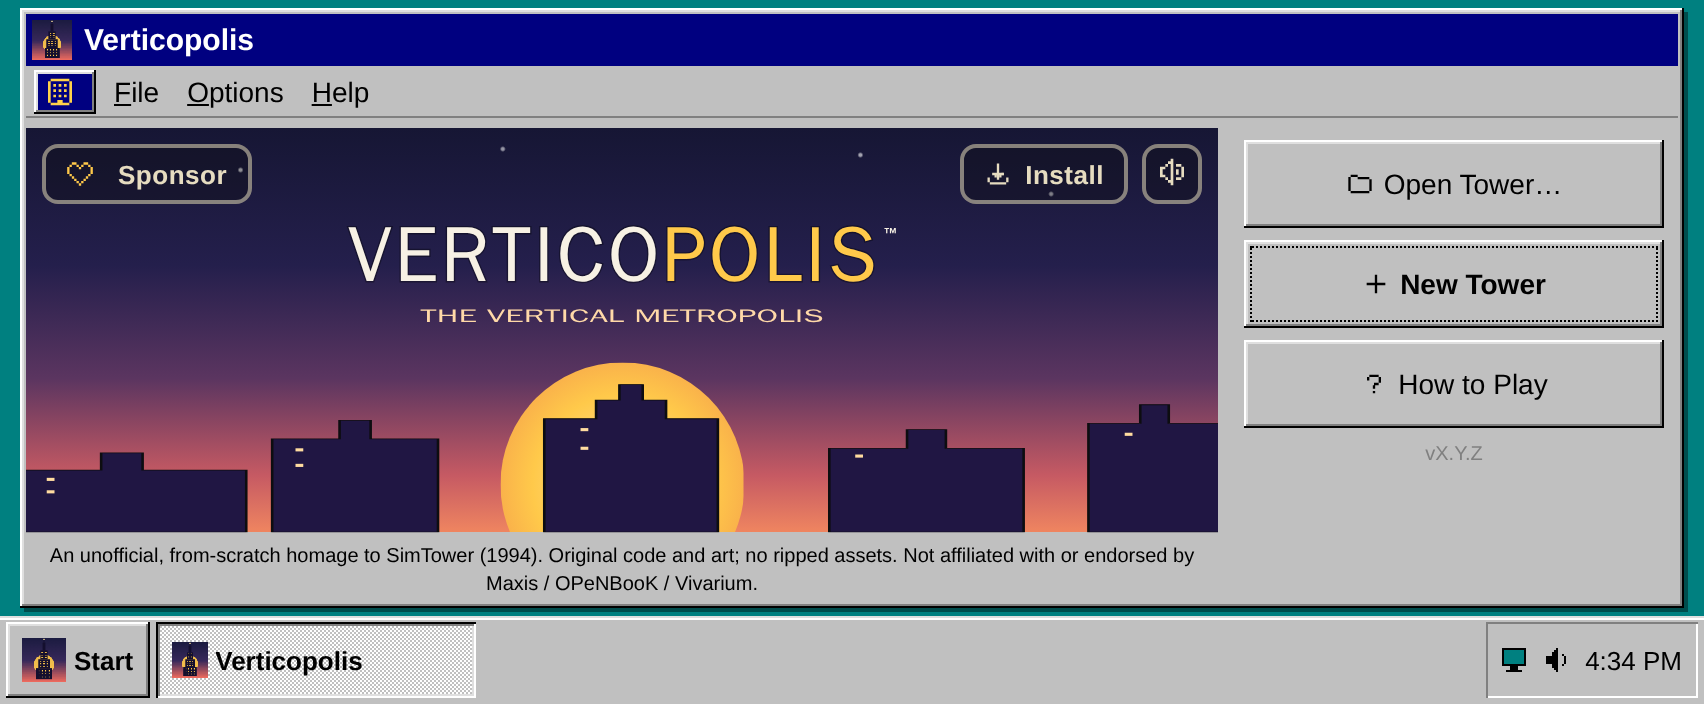 Verticopolis
File Options Help
Sponsor
Install
VERTICOPOLIS™
THE VERTICAL METROPOLIS
An unofficial, from-scratch homage to SimTower (1994). Original code and art; no ripped assets. Not affiliated with or endorsed by
Maxis / OPeNBooK / Vivarium.
Open Tower…
+ New Tower
? How to Play
vX.Y.Z
Start
Verticopolis
4:34 PM